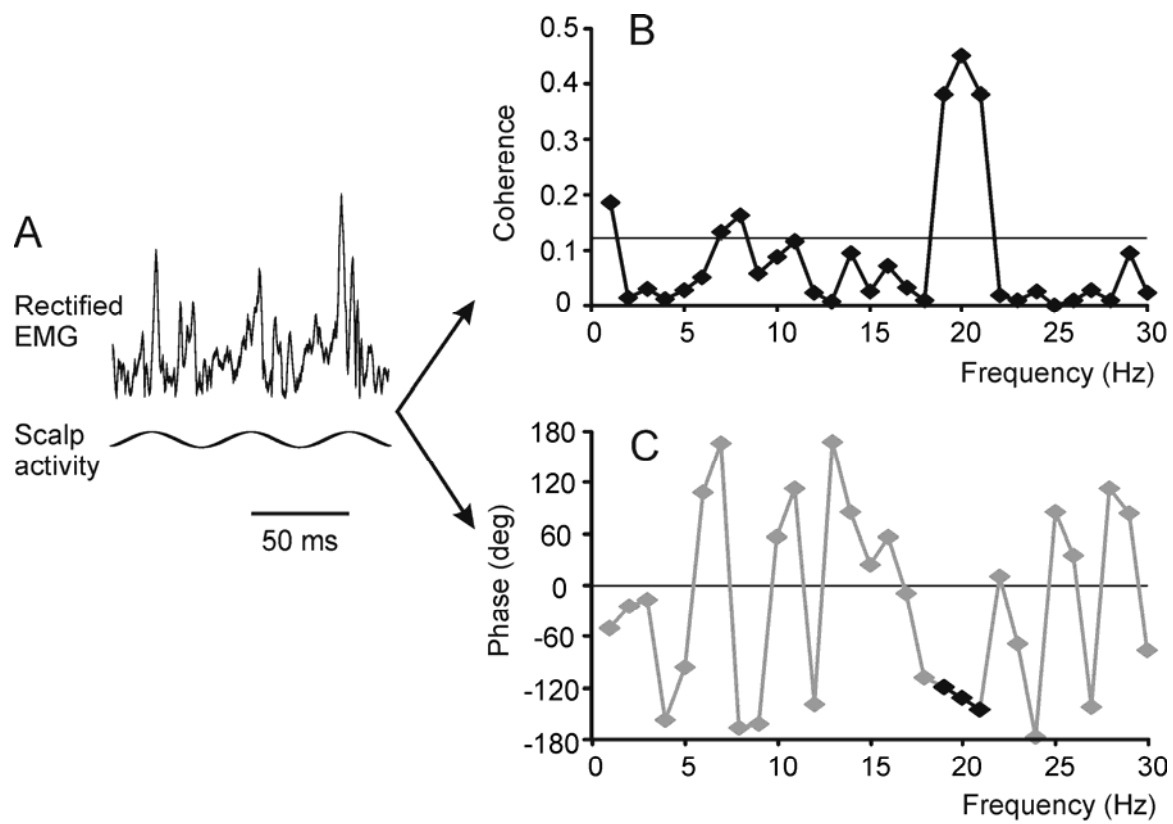 A
Rectified
EMG
Scalp
activity
50 ms
B
Coherence
0.5
0.4
0.3
0.2
0.1
0
0 5 10 15 20 25 30
Frequency (Hz)
C
Phase (deg)
180
120
60
0
-60
-120
-180
0 5 10 15 20 25 30
Frequency (Hz)